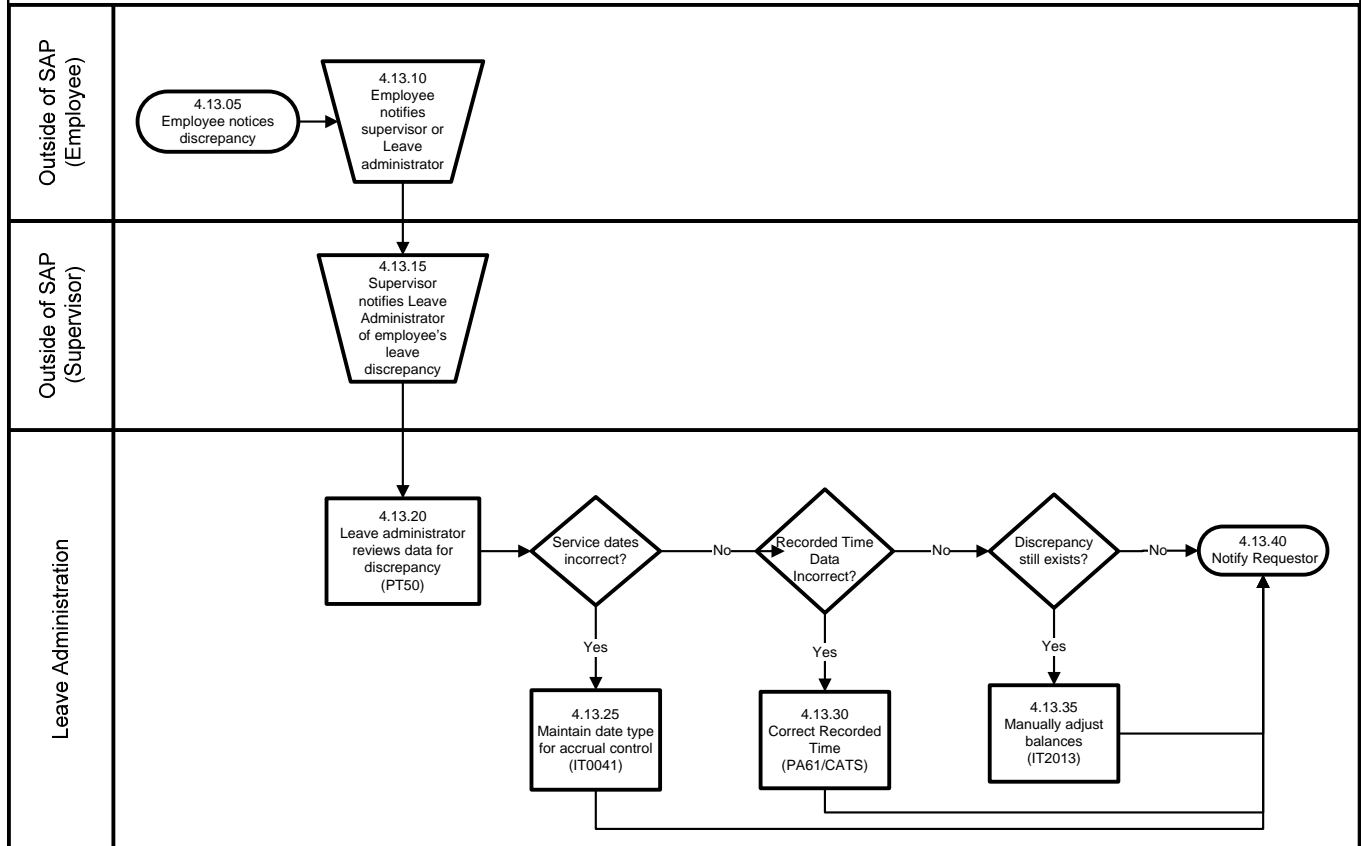 Outside of SAP
(Employee)
4.13.05
Employee notices
discrepancy
4.13.10
Employee
notifies
supervisor or
Leave
administrator
Outside of SAP
(Supervisor)
4.13.15
Supervisor
notifies Leave
Administrator
of employee’s
leave
discrepancy
Leave Administration
4.13.20
Leave administrator
reviews data for
discrepancy
(PT50)
Service dates
incorrect?
No
Recorded Time
Data
Incorrect?
No
Discrepancy
still exists?
No
4.13.40
Notify Requestor
Yes
Yes
Yes
4.13.25
Maintain date type
for accrual control
(IT0041)
4.13.30
Correct Recorded
Time
(PA61/CATS)
4.13.35
Manually adjust
balances
(IT2013)